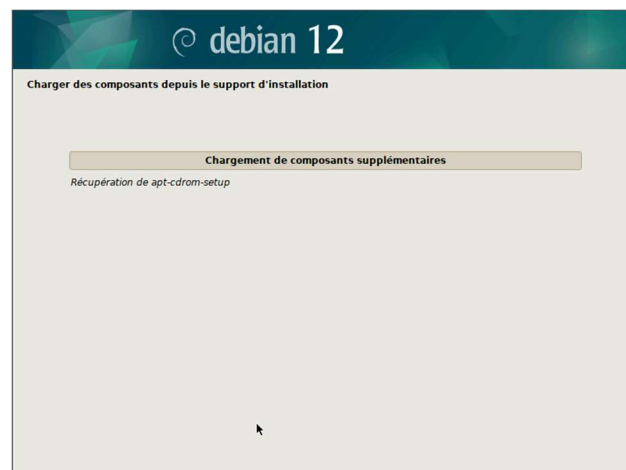 debian 12
Charger des composants depuis le support d'installation
Chargement de composants supplémentaires
Récupération de apt-cdrom-setup